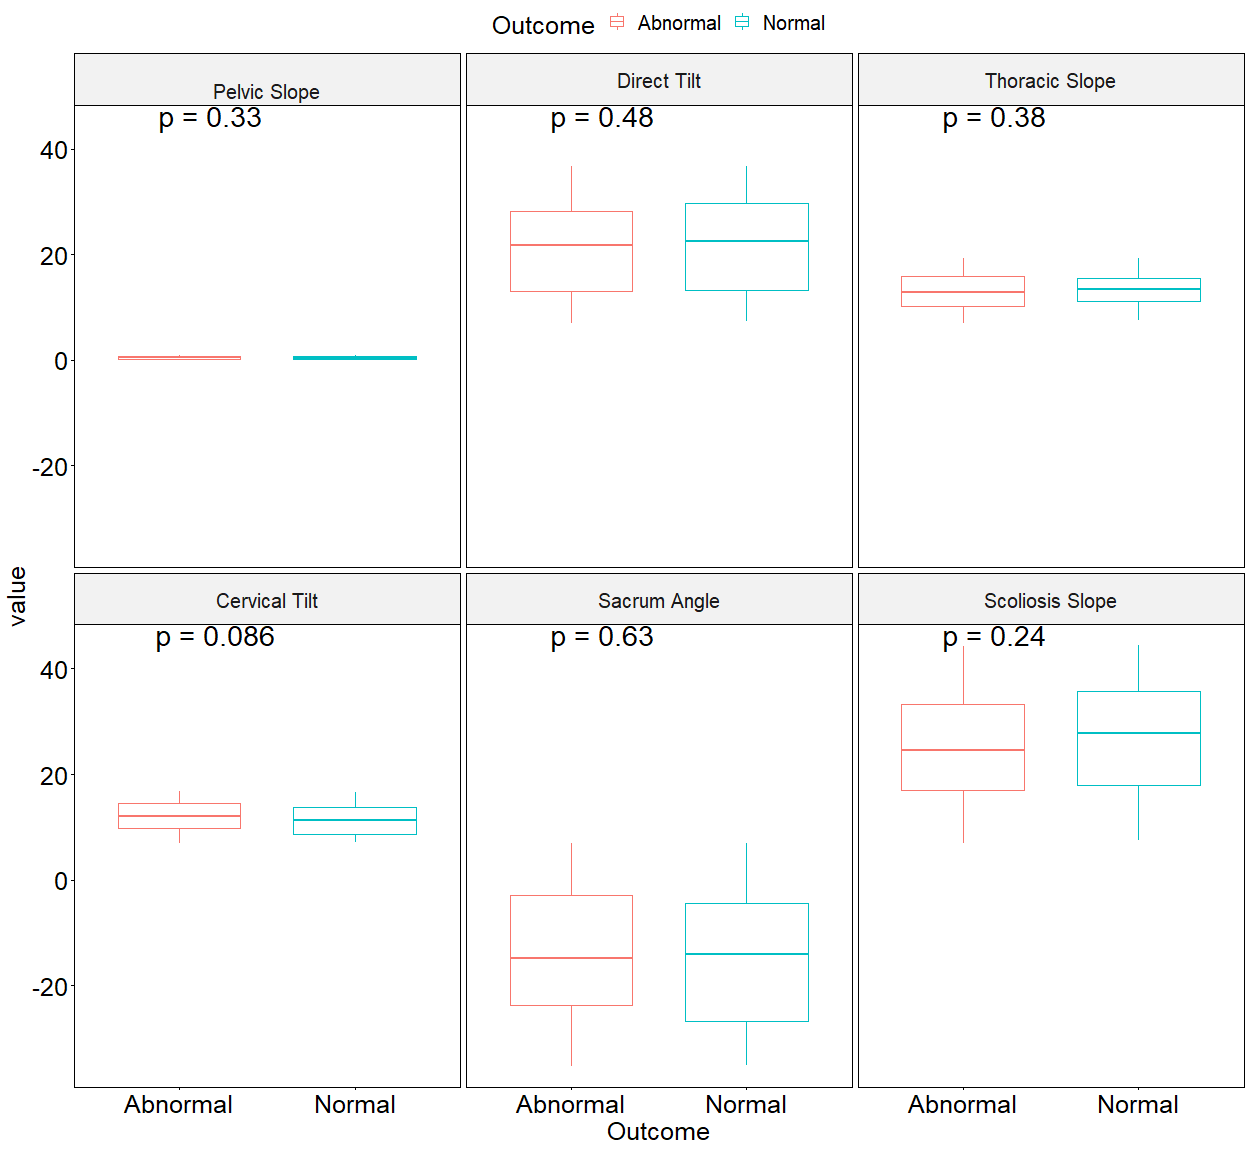 Outcome Abnormal Normal
Pelvic Slope Direct Tilt Thoracic Slope
p = 0.33 p = 0.48 p = 0.38
40
20
0
-20
value
Cervical Tilt Sacrum Angle Scoliosis Slope
p = 0.086 p = 0.63 p = 0.24
40
20
0
-20
Abnormal Normal Abnormal Normal Abnormal Normal
Outcome